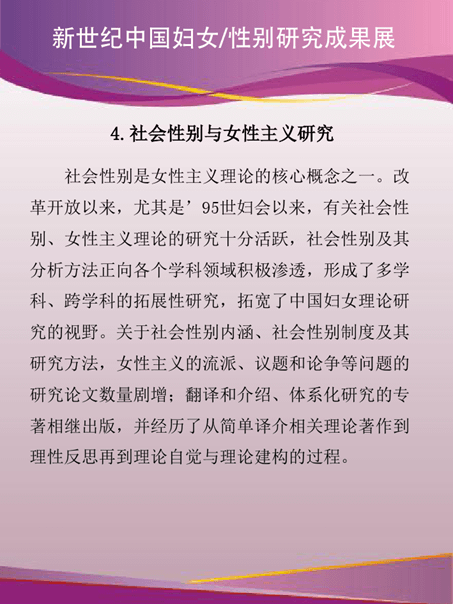 新世纪中国妇女/性别研究成果展
4.社会性别与女性主义研究
社会性别是女性主义理论的核心概念之一。改
革开放以来，尤其是’95世妇会以来，有关社会性
别、女性主义理论的研究十分活跃，社会性别及其
分析方法正向各个学科领域积极渗透，形成了多学
科、跨学科的拓展性研究，拓宽了中国妇女理论研
究的视野。关于社会性别内涵、社会性别制度及其
研究方法，女性主义的流派、议题和论争等问题的
研究论文数量剧增；翻译和介绍、体系化研究的专
著相继出版，并经历了从简单译介相关理论著作到
理性反思再到理论自觉与理论建构的过程。